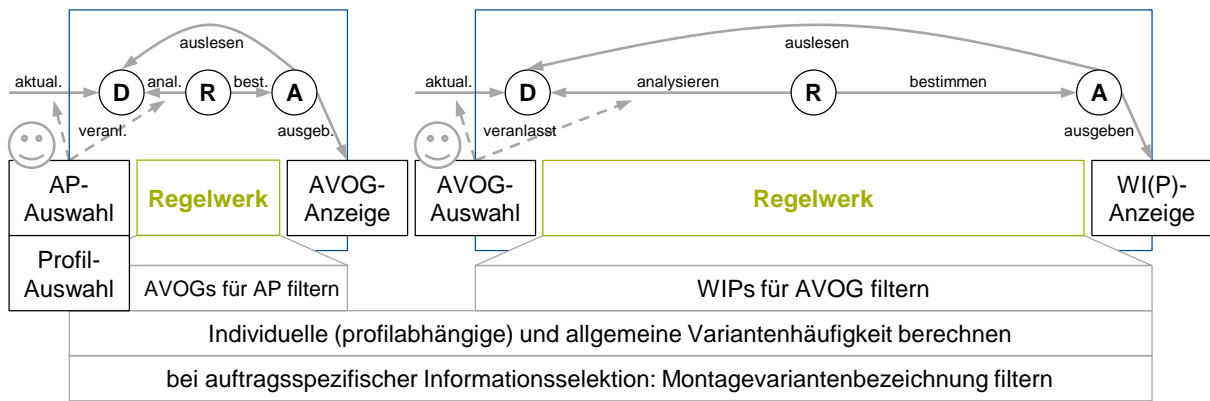 auslesen
aktual.
D
anal.
R
best.
A
veranl.
ausgeb.
AP-
Auswahl
Regelwerk
AVOG-
Anzeige
Profil-
Auswahl
AVOGs für AP filtern
auslesen
aktual.
D
analysieren
R
bestimmen
A
veranlasst
ausgeben
AVOG-
Auswahl
Regelwerk
WI(P)-
Anzeige
WIPs für AVOG filtern
Individuelle (profilabhängige) und allgemeine Variantenhäufigkeit berechnen
bei auftragsspezifischer Informationsselektion: Montagevariantenbezeichnung filtern